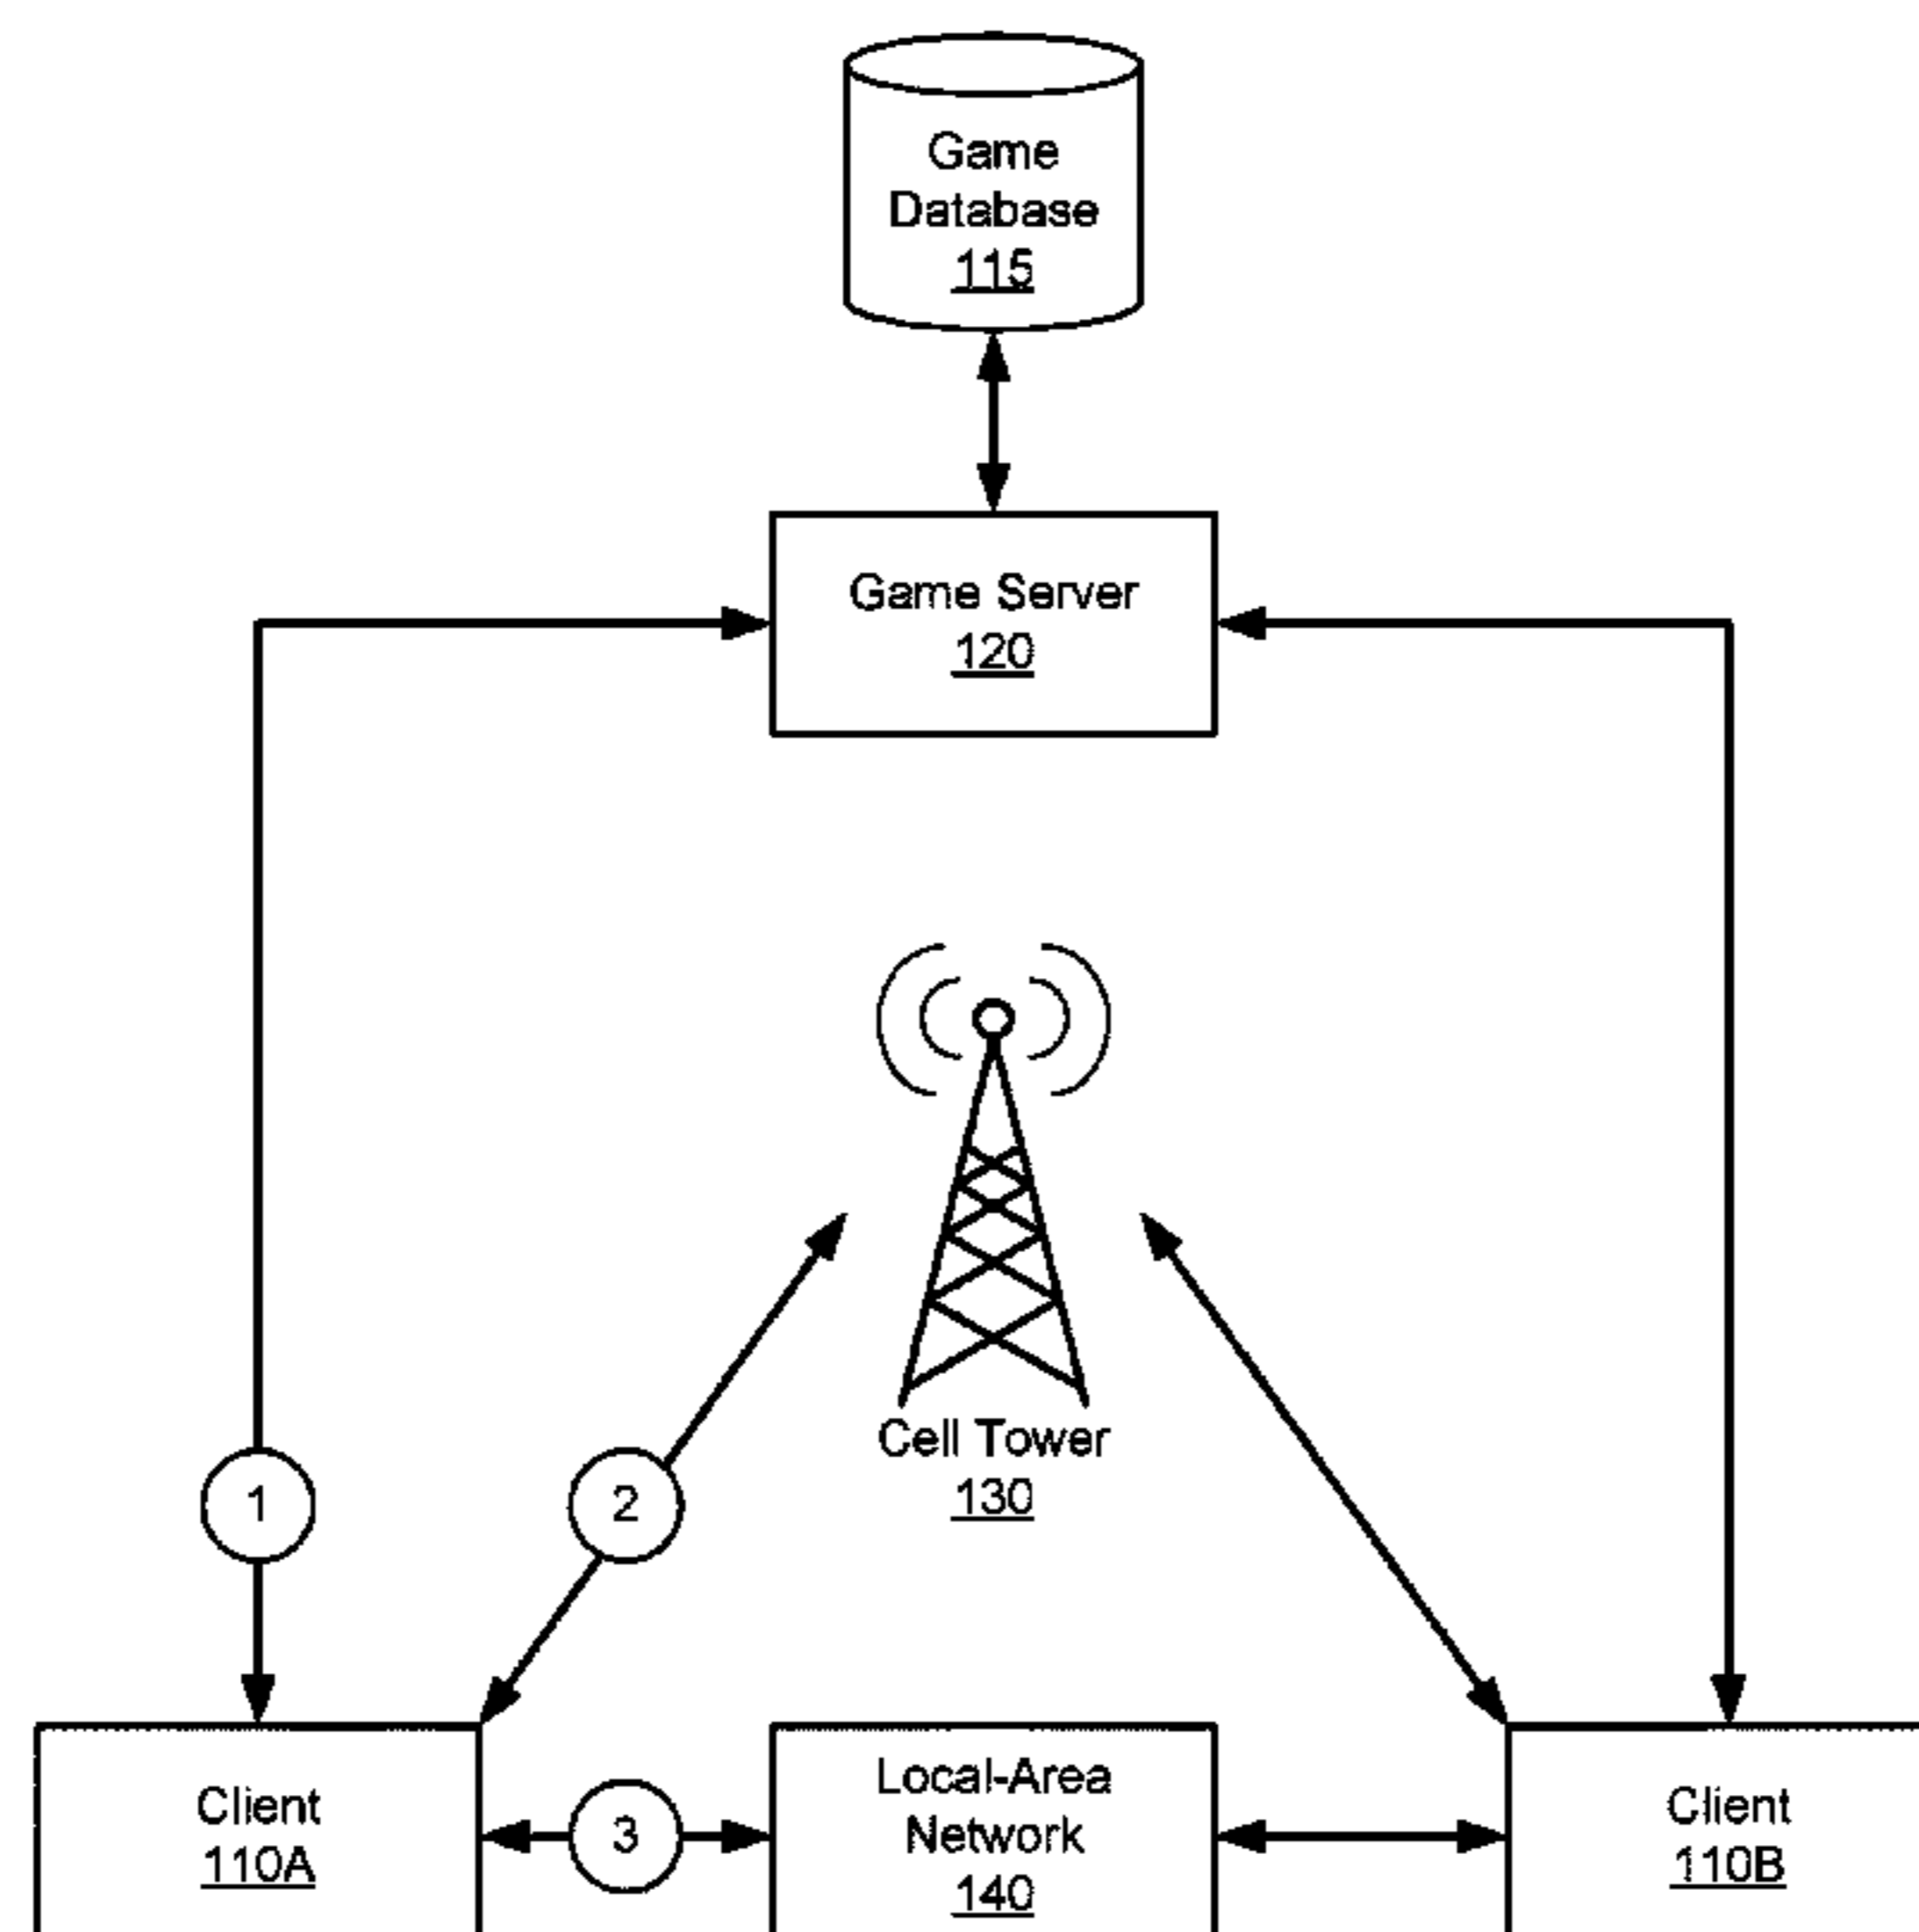 Game
Database
115
Game Server
120
Cell Tower
130
1
2
Client
110A
3
Local-Area
Network
140
Client
110B